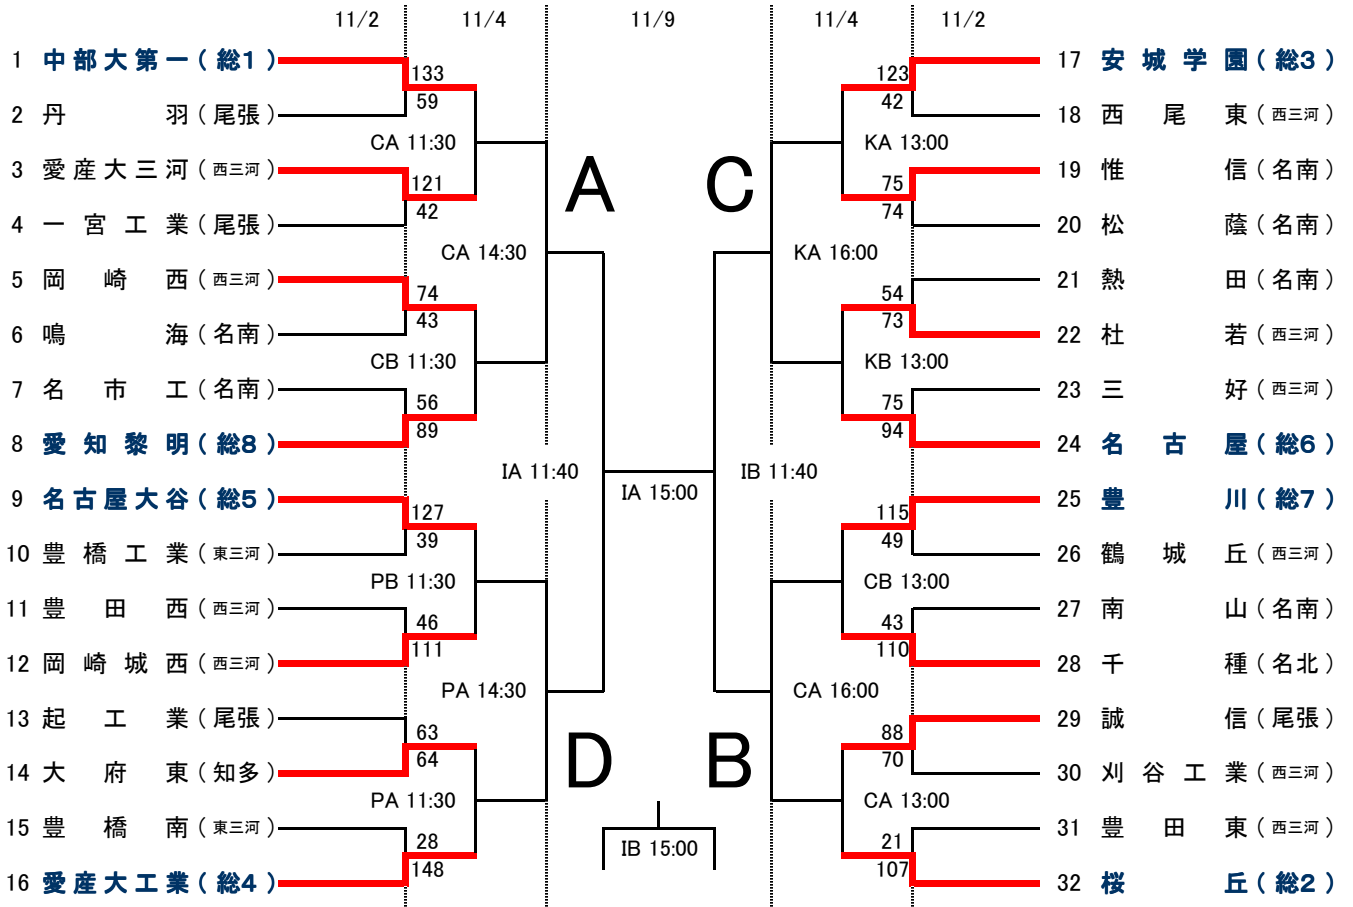 11/2 11/4 11/9 11/4 11/2
1 中部大第一(総1) 133 123 17 安城学園(総3)
2 丹羽(尾張) 59 42 18 西尾東(西三河)
CA 11:30 KA 13:00
3 愛産大三河(西三河) 121 A C 75 19 惟信(名南)
4 一宮工業(尾張) 42 74 20 松蔭(名南)
CA 14:30 KA 16:00
5 岡崎西(西三河) 74 54 21 熱田(名南)
6 鳴海(名南) 43 73 22 杜若(西三河)
CB 11:30 KB 13:00
7 名市工(名南) 56 75 23 三好(西三河)
8 愛知黎明(総8) 89 94 24 名古屋(総6)
IA 11:40 IA 15:00 IB 11:40
9 名古屋大谷(総5) 127 115 25 豊川(総7)
10 豊橋工業(東三河) 39 49 26 鶴城丘(西三河)
PB 11:30 CB 13:00
11 豊田西(西三河) 46 43 27 南山(名南)
12 岡崎城西(西三河) 111 110 28 千種(名北)
PA 14:30 CA 16:00
13 起工業(尾張) 63 88 29 誠信(尾張)
14 大府東(知多) 64 D B 70 30 刈谷工業(西三河)
PA 11:30 CA 13:00
15 豊橋南(東三河) 28 IB 15:00 21 31 豊田東(西三河)
16 愛産大工業(総4) 148 107 32 桜丘(総2)